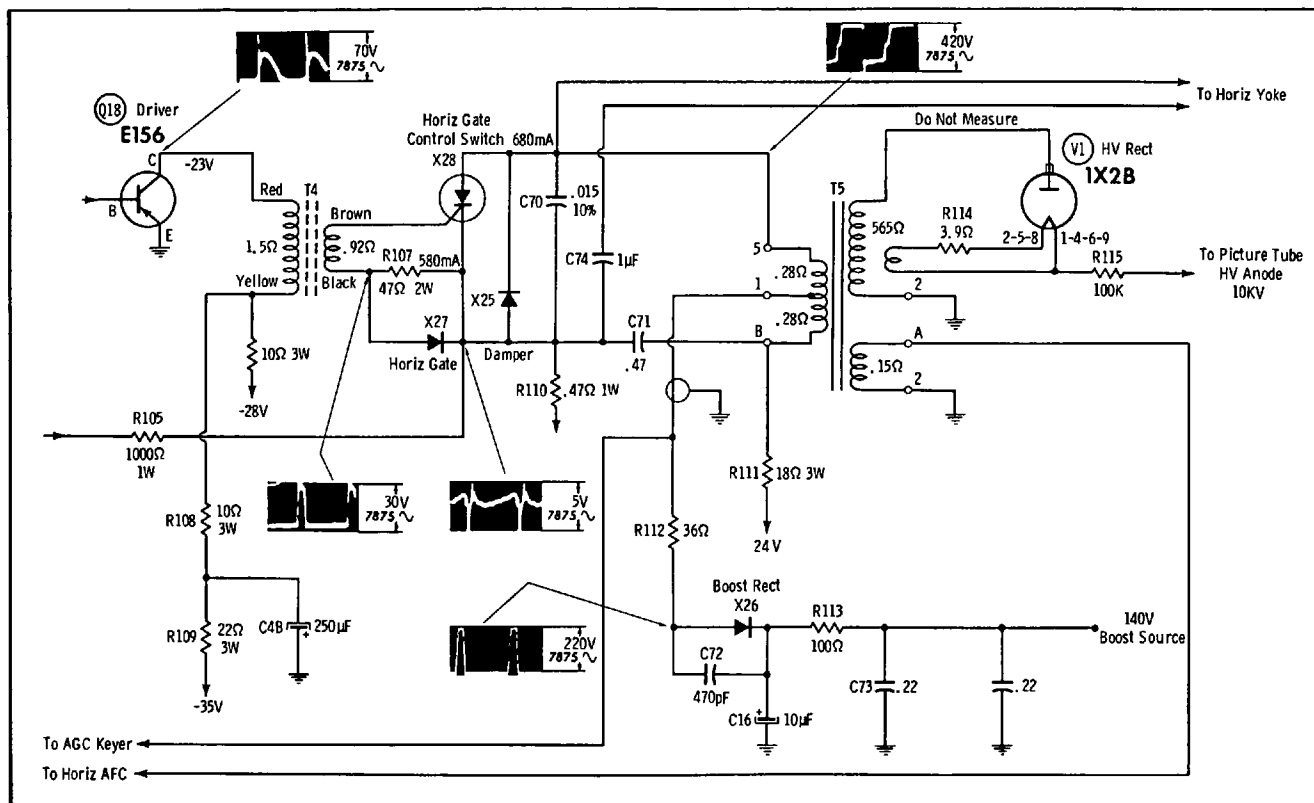 70V
7875
420V
7875
To Horiz Yoke
Q18 Driver
E156
C
-23V
B
E
Horiz Gate
Control Switch 680mA
X28
Do Not Measure
V1 HV Rect
1X2B
Red
T4
Brown
1.5Ω
.92Ω
Yellow
Black
R107
580mA
47Ω 2W
C70
.015
10%
C74
1μF
X25
T5
5
.28Ω
1
.28Ω
B
565Ω
R114
3.9Ω
2-5-8
1-4-6-9
R115
100K
To Picture Tube
HV Anode
10KV
2
A
.15Ω
2
X27
Horiz Gate
Damper
C71
.47
10Ω 3W
-28V
R110
.47Ω 1W
R105
1000Ω
1W
R111
18Ω 3W
24V
30V
7875
5V
7875
R108
10Ω
3W
R112
36Ω
R109
22Ω
3W
-35V
C4B
250μF
+
220V
7875
Boost Rect
X26
R113
100Ω
140V
Boost Source
C72
470pF
C73
.22
.22
C16
+
10μF
To AGC Keyer
To Horiz AFC